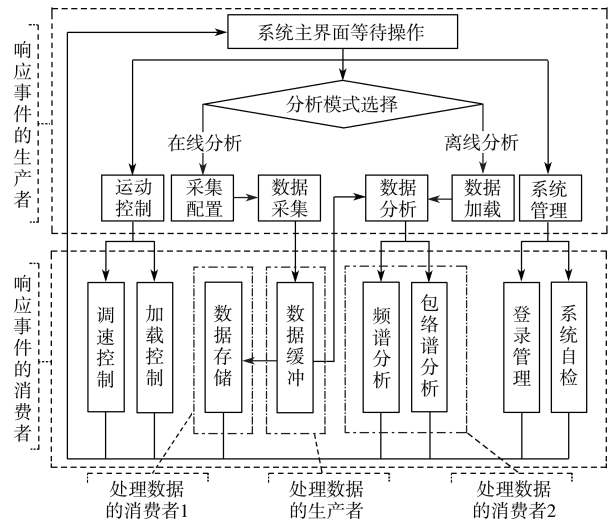 系统主界面等待操作
分析模式选择
在线分析
离线分析
响应事件的生产者
运动
控制
采集
配置
数据
采集
数据
分析
数据
加载
系统
管理
响应事件的消费者
调速控制
加载控制
数据存储
数据缓冲
频谱分析
包络谱分析
登录管理
系统自检
处理数据
的消费者1
处理数据
的生产者
处理数据
的消费者2